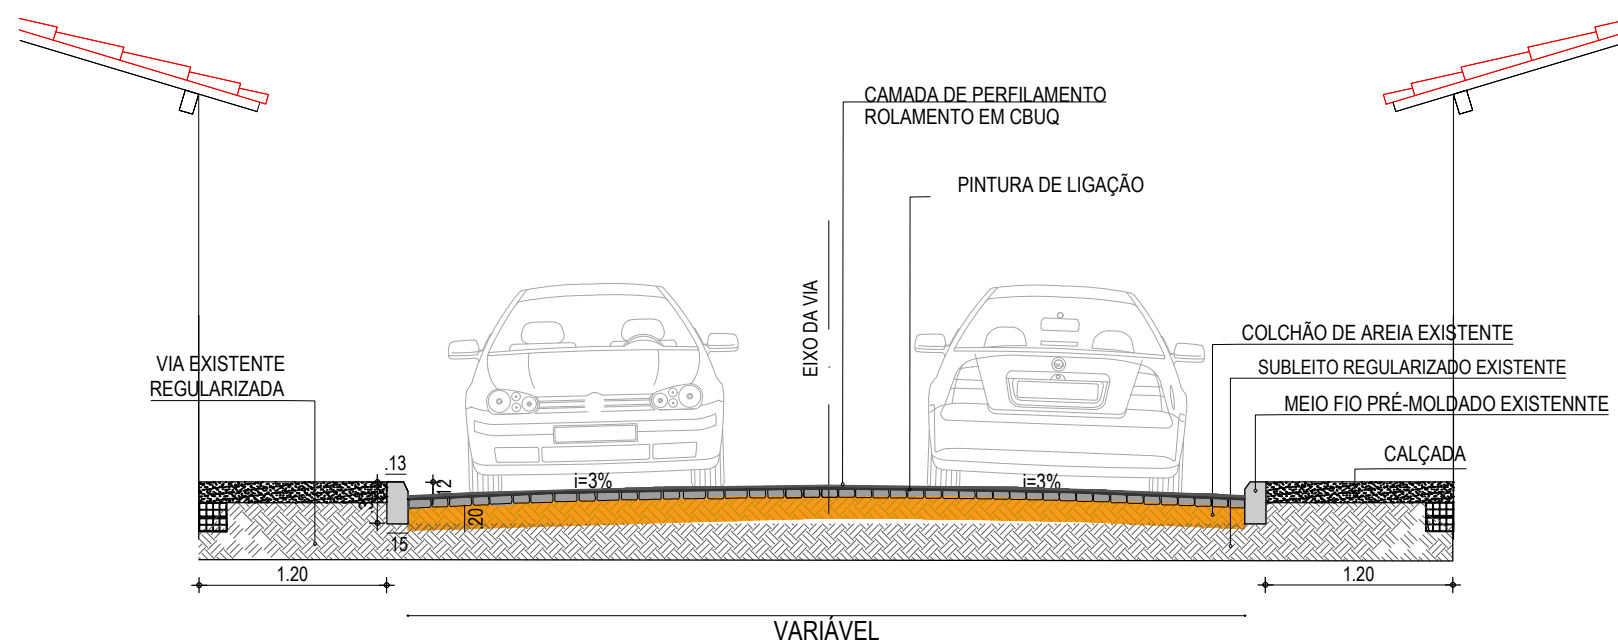 CAMADA DE PERFILAMENTO
ROLAMENTO EM CBUQ
PINTURA DE LIGAÇÃO
EIXO DA VIA
COLCHÃO DE AREIA EXISTENTE
VIA EXISTENTE
REGULARIZADA
SUBLEITO REGULARIZADO EXISTENTE
MEIO FIO PRÉ-MOLDADO EXISTENNTE
CALÇADA
.13
12
i=3%
i=3%
.20
.15
1.20
1.20
VARIÁVEL